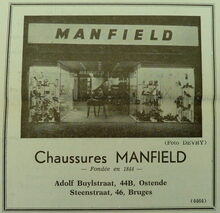 MANFIELD
(Foto DEVRY)
Chaussures MANFIELD
— Fondée en 1844 —
Adolf Buylstraat, 44B, Ostende
Steenstraat, 46, Bruges
(4464)